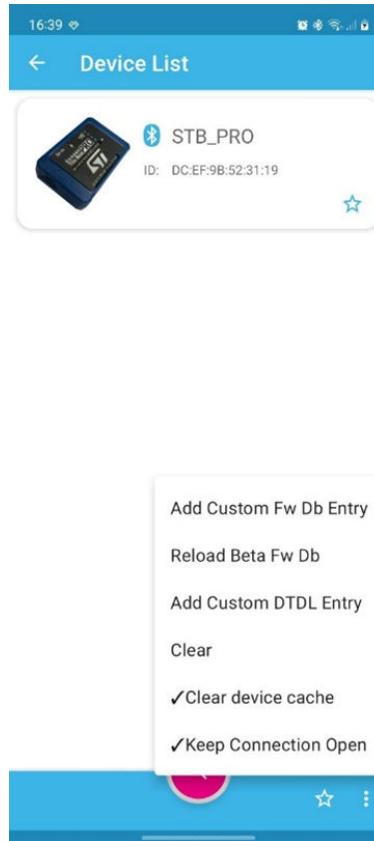 16:39
Device List
STB_PRO
ID: DC:EF:9B:52:31:19
Add Custom Fw Db Entry
Reload Beta Fw Db
Add Custom DTDL Entry
Clear
✓Clear device cache
✓Keep Connection Open